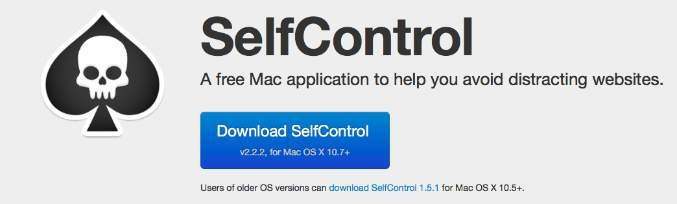 SelfControl
A free Mac application to help you avoid distracting websites.
Download SelfControl
v2.2.2, for Mac OS X 10.7+
Users of older OS versions can download SelfControl 1.5.1 for Mac OS X 10.5+.